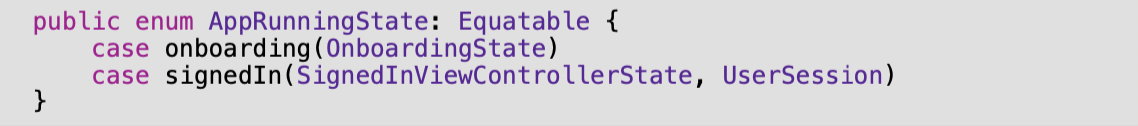 public enum AppRunningState: Equatable {
    case onboarding(OnboardingState)
    case signedIn(SignedInViewControllerState, UserSession)
}